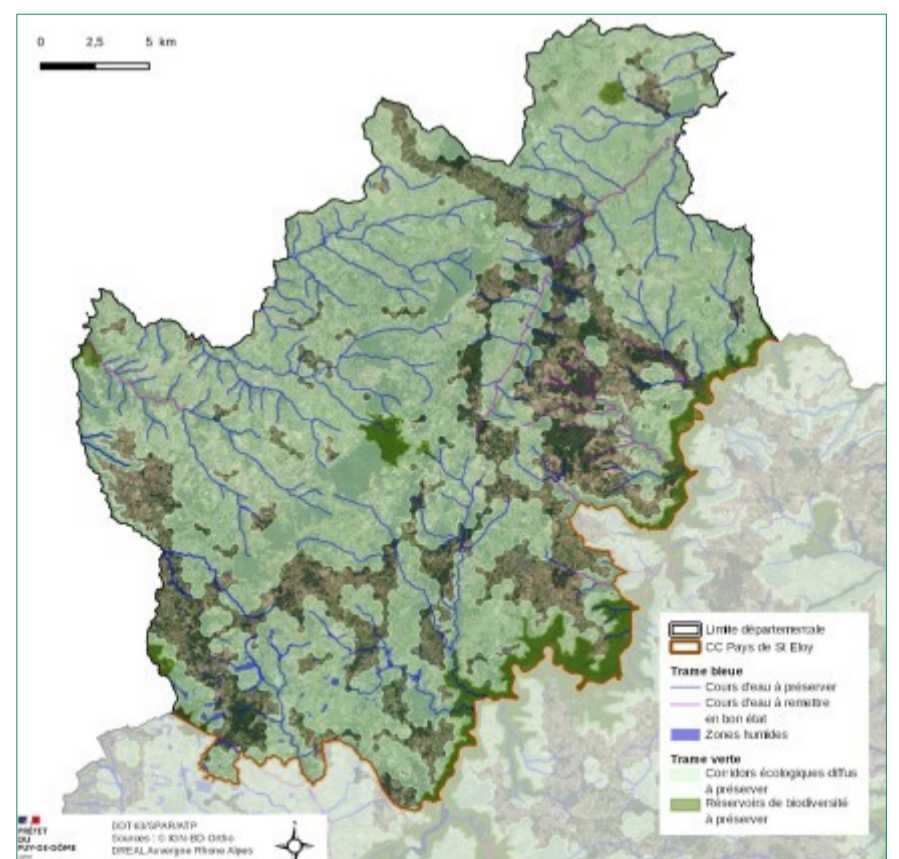 0 2,5 5 km
Limite départementale
CC Pays de St Eloy
Trame bleue
Cours d'eau à préserver
Cours d'eau à remettre
en bon état
Zones humides
Trame verte
Corridors écologiques diffus
à préserver
Réservoirs de biodiversité
à préserver
PRÉFET
DU
PUY-DE-DÔME
DDT 63/SPAR/ATP
Sources : © IGN-BD Ortho
DREAL Auvergne Rhône Alpes